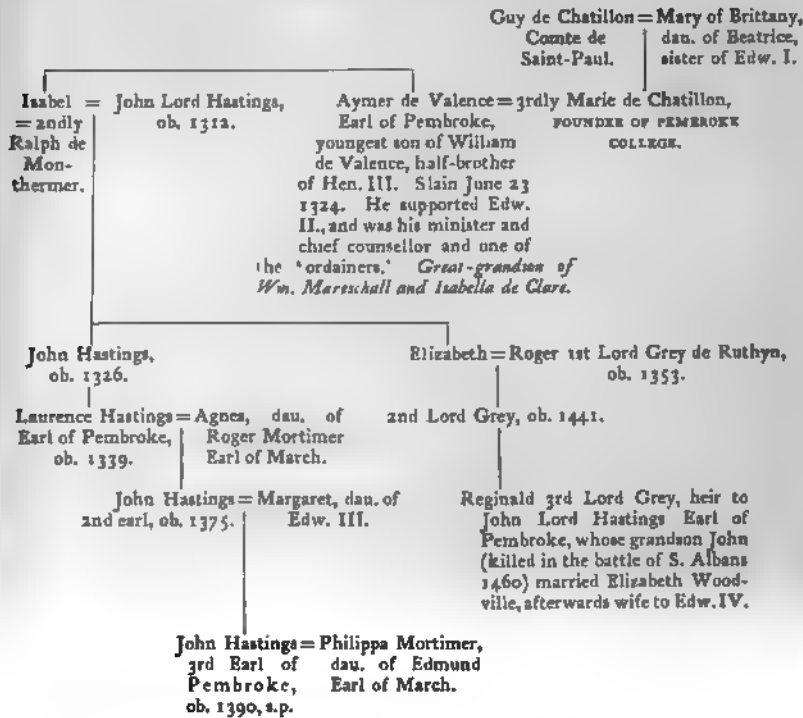 Guy de Chatillon = Mary of Brittany,
Comte de dau. of Beatrice,
Saint-Paul. sister of Edw. I.
Isabel = John Lord Hastings,
= 2ndly ob. 1312.
Ralph de
Mon-
thermer.
Aymer de Valence = 3rdly Marie de Chatillon,
Earl of Pembroke, FOUNDER OF PEMBROKE
youngest son of William COLLEGE.
de Valence, half-brother
of Hen. III. Slain June 23
1324. He supported Edw.
II., and was his minister and
chief counsellor and one of
the 'ordainers.' Great-grandson of
Wm. Mareschall and Isabella de Clare.
John Hastings,
ob. 1326.
Elizabeth = Roger 1st Lord Grey de Ruthyn,
ob. 1353.
Laurence Hastings = Agnes, dau. of
Earl of Pembroke, Roger Mortimer
ob. 1339. Earl of March.
2nd Lord Grey, ob. 1441.
John Hastings = Margaret, dau. of
2nd earl, ob. 1375. Edw. III.
Reginald 3rd Lord Grey, heir to
John Lord Hastings Earl of
Pembroke, whose grandson John
(killed in the battle of S. Albans
1460) married Elizabeth Wood-
ville, afterwards wife to Edw. IV.
John Hastings = Philippa Mortimer,
3rd Earl of dau. of Edmund
Pembroke, Earl of March.
ob. 1390, s.p.